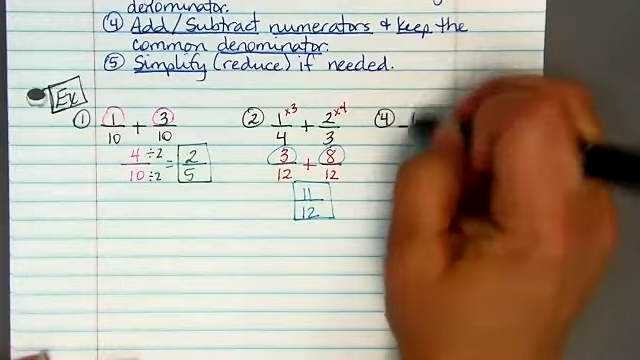 denominator.
④ Add/Subtract numerators & keep the
common denominator.
⑤ Simplify (reduce) if needed.
Ex
① 1/10 + 3/10
4/10 ÷2/÷2 = 2/5
② 1/4 ×3 + 2/3 ×4
3/12 + 8/12
11/12
④ 1